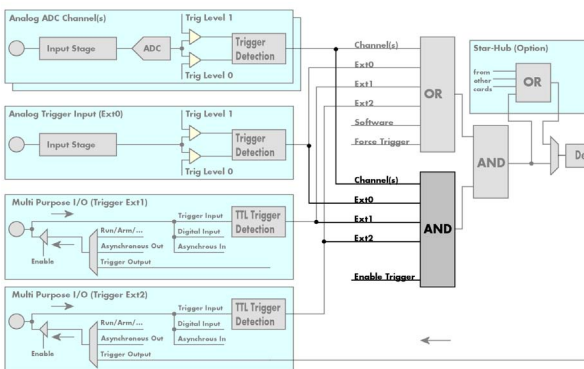 Analog ADC Channel(s)
Trig Level 1
Input Stage
ADC
Trigger
Detection
Trig Level 0
Analog Trigger Input (Ext0)
Trig Level 1
Input Stage
Trigger
Detection
Trig Level 0
Multi Purpose I/O (Trigger Ext1)
Trigger Input
TTL Trigger
Detection
Run/Arm/...
Digital Input
Asynchronous Out
Asynchrous In
Enable
Trigger Output
Multi Purpose I/O (Trigger Ext2)
Trigger Input
TTL Trigger
Detection
Run/Arm/...
Digital Input
Asynchronous Out
Asynchrous In
Enable
Trigger Output
Channel(s)
Ext0
Ext1
Ext2
Software
Force Trigger
OR
Channel(s)
Ext0
Ext1
Ext2
Enable Trigger
AND
AND
Star-Hub (Option)
from
other
cards
OR